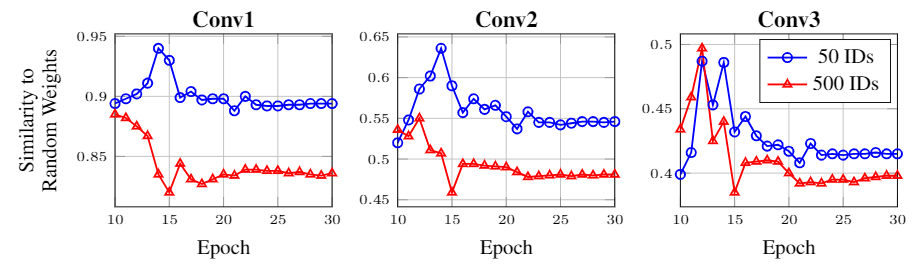 Conv1
Conv2
Conv3
Similarity to
Random Weights
0.95
0.9
0.85
10 15 20 25 30
Epoch
0.65
0.6
0.55
0.5
0.45
10 15 20 25 30
Epoch
0.5
0.45
0.4
10 15 20 25 30
Epoch
50 IDs
500 IDs